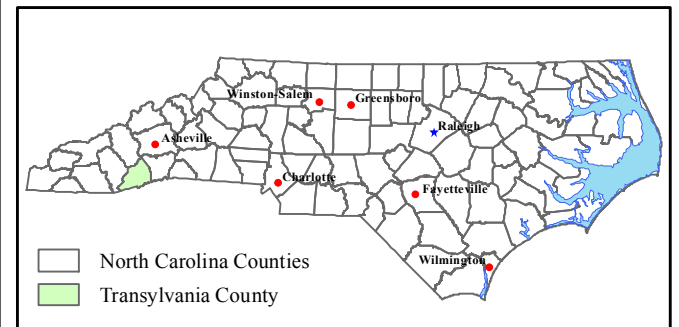 Winston-Salem
Greensboro
Raleigh
Asheville
Charlotte
Fayetteville
Wilmington
North Carolina Counties
Transylvania County